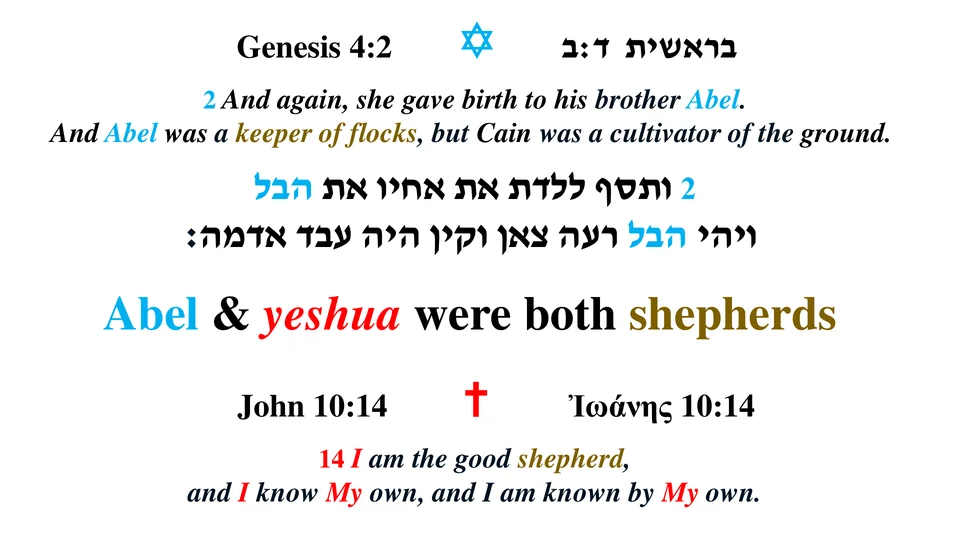 Genesis 4:2 ✡ בראשית ד:ב
2 And again, she gave birth to his brother Abel.
And Abel was a keeper of flocks, but Cain was a cultivator of the ground.
2 ותסף ללדת את אחיו את הבל
ויהי הבל רעה צאן וקין היה עבד אדמה:
Abel & yeshua were both shepherds
John 10:14 ✝ Ἰωάνης 10:14
14 I am the good shepherd,
and I know My own, and I am known by My own.